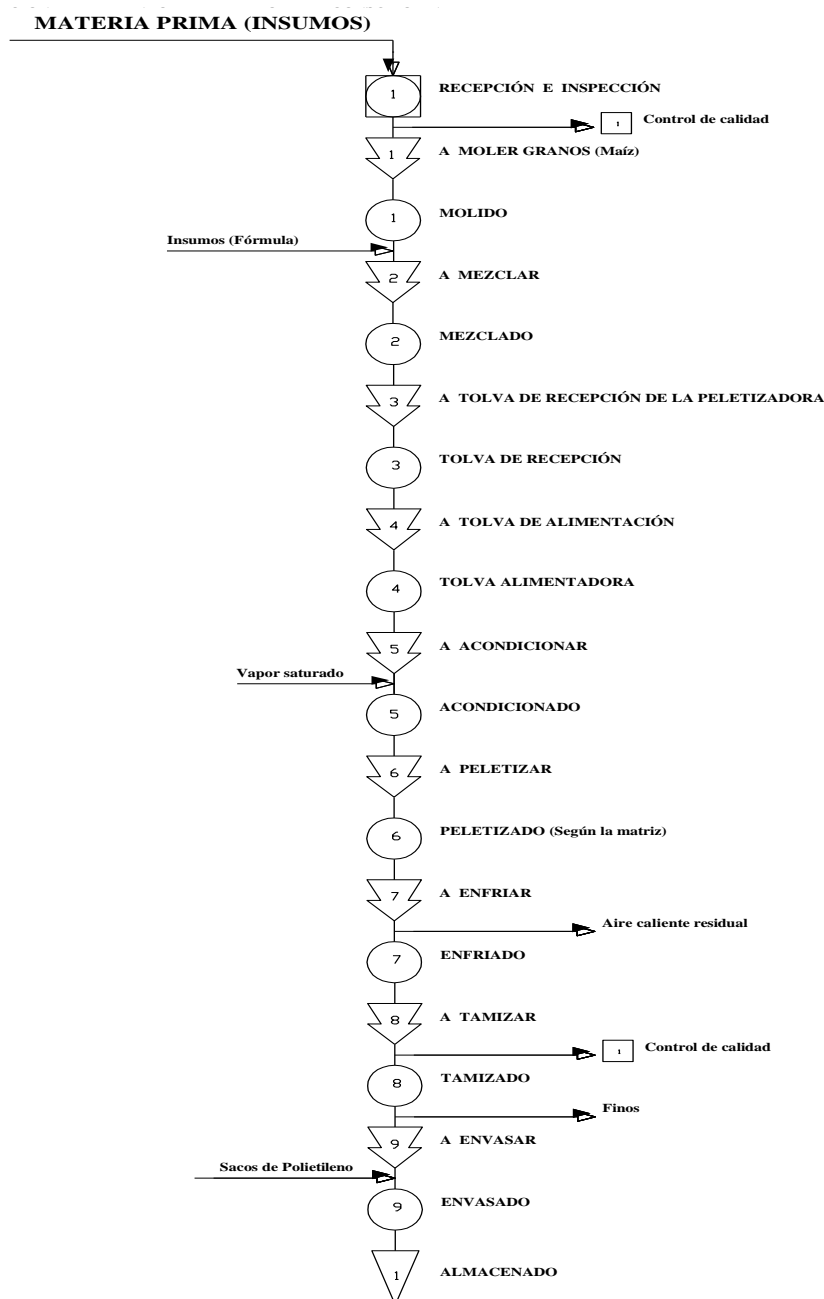 MATERIA PRIMA (INSUMOS)
1 RECEPCIÓN E INSPECCIÓN
1 Control de calidad
1 A MOLER GRANOS (Maíz)
1 MOLIDO
Insumos (Fórmula)
2 A MEZCLAR
2 MEZCLADO
3 A TOLVA DE RECEPCIÓN DE LA PELETIZADORA
3 TOLVA DE RECEPCIÓN
4 A TOLVA DE ALIMENTACIÓN
4 TOLVA ALIMENTADORA
5 A ACONDICIONAR
Vapor saturado
5 ACONDICIONADO
6 A PELETIZAR
6 PELETIZADO (Según la matriz)
7 A ENFRIAR
Aire caliente residual
7 ENFRIADO
8 A TAMIZAR
1 Control de calidad
8 TAMIZADO
Finos
9 A ENVASAR
Sacos de Polietileno
9 ENVASADO
1 ALMACENADO